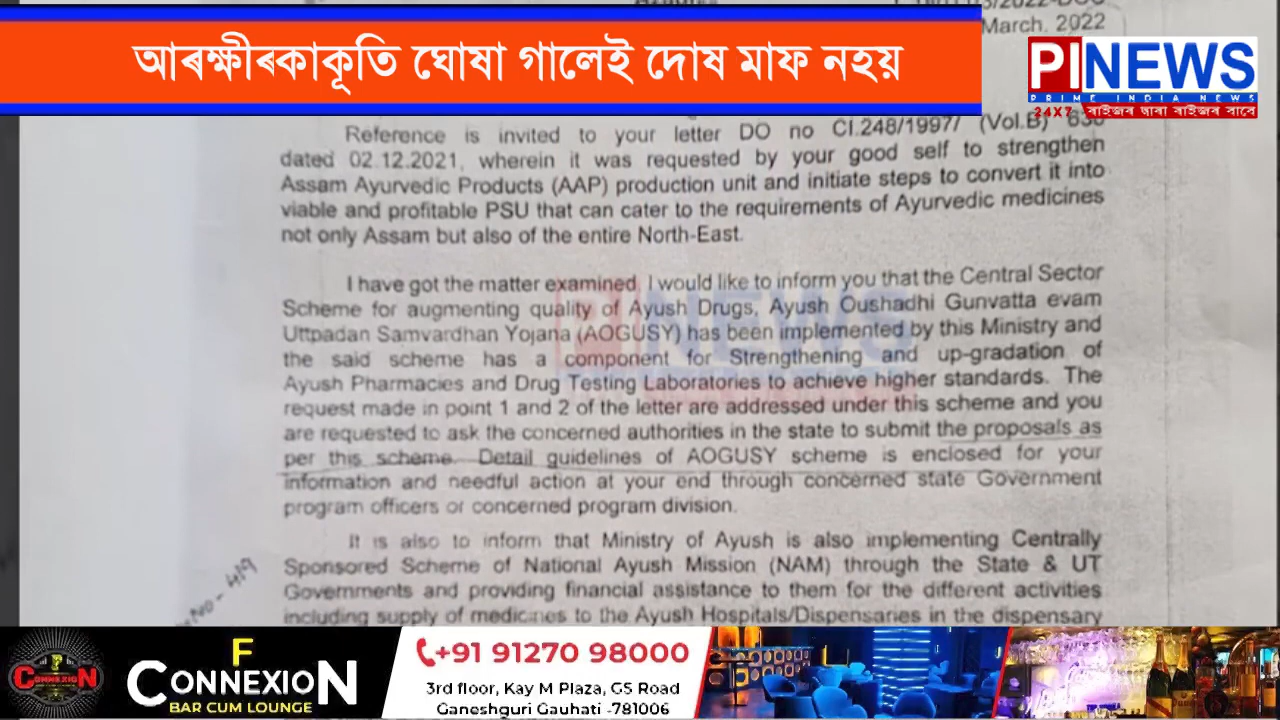 March, 2022
আৰক্ষীৰকাকূতি ঘোষা গালেই দোষ মাফ নহয়
PI NEWS
PRIME INDIA NEWS
24X7 ৰাইজৰ দ্বাৰা ৰাইজৰ বাবে
Reference is invited to your letter DO no CI.248/1997/ (Vol.B)
dated 02.12.2021, wherein it was requested by your good self to strengthen
Assam Ayurvedic Products (AAP) production unit and initiate steps to convert it into
viable and profitable PSU that can cater to the requirements of Ayurvedic medicines
not only Assam but also of the entire North-East.
I have got the matter examined. I would like to inform you that the Central Sector
Scheme for augmenting quality of Ayush Drugs, Ayush Oushadhi Gunvatta evam
Uttpadan Samvardhan Yojana (AOGUSY) has been implemented by this Ministry and
the said scheme has a component for Strengthening and up-gradation of
Ayush Pharmacies and Drug Testing Laboratories to achieve higher standards. The
request made in point 1 and 2 of the letter are addressed under this scheme and you
are requested to ask the concerned authorities in the state to submit the proposals as
per this scheme. Detail guidelines of AOGUSY scheme is enclosed for your
information and needful action at your end through concerned state Government
program officers or concerned program division.
It is also to inform that Ministry of Ayush is also implementing Centrally
Sponsored Scheme of National Ayush Mission (NAM) through the State & UT
Governments and providing financial assistance to them for the different activities
including supply of medicines to the Ayush Hospitals/Dispensaries in the dispensary
PI NEWS
No - 419
F
CONNEXION
F CONNEXION
BAR CUM LOUNGE
+91 91270 98000
3rd floor, Kay M Plaza, GS Road
Ganeshguri Gauhati -781006